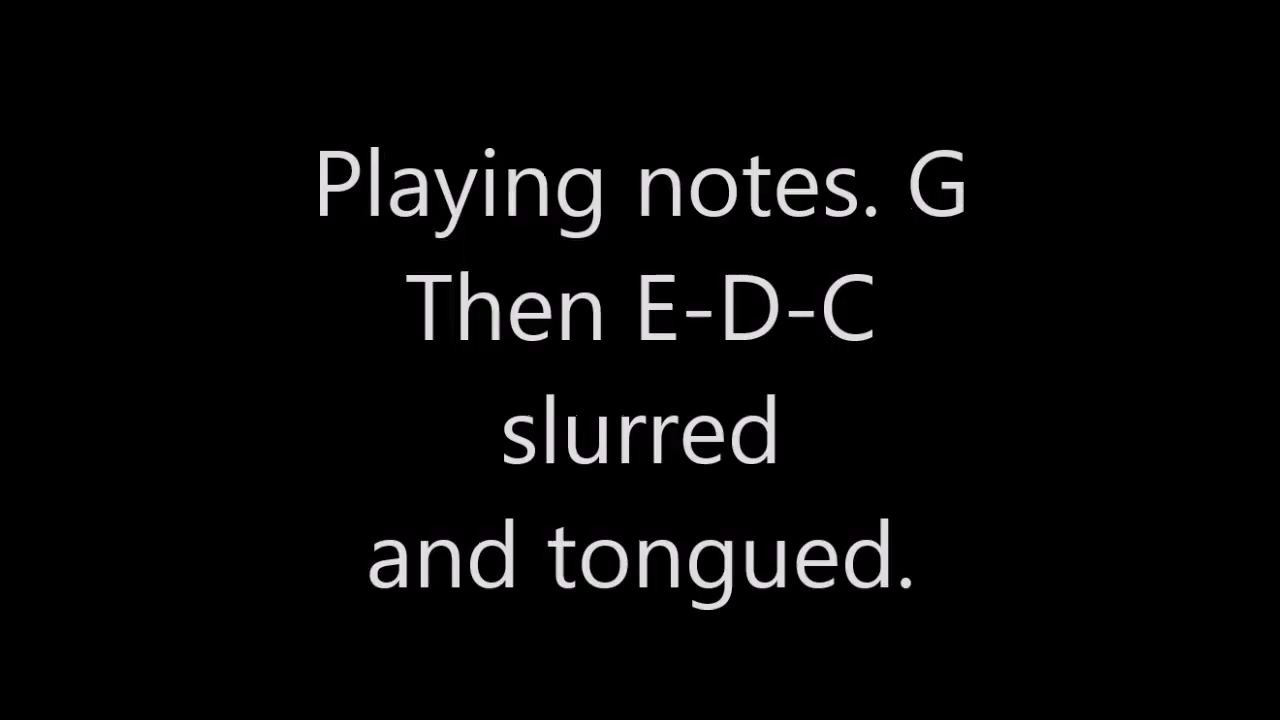 Playing notes. G
Then E-D-C
slurred
and tongued.